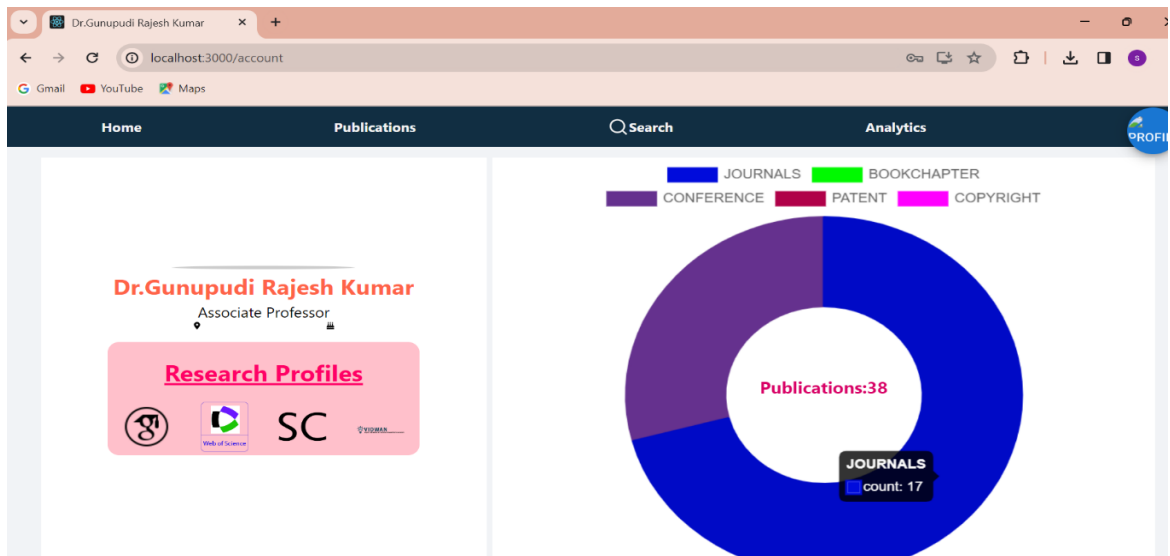 Dr.Gunupudi Rajesh Kumar
localhost:3000/account
Gmail YouTube Maps
Home Publications Search Analytics
PROFI
JOURNALS BOOKCHAPTER
CONFERENCE PATENT COPYRIGHT
Dr.Gunupudi Rajesh Kumar
Associate Professor
Research Profiles
Web of Science
SC
VIDWAN
Publications:38
JOURNALS
count: 17